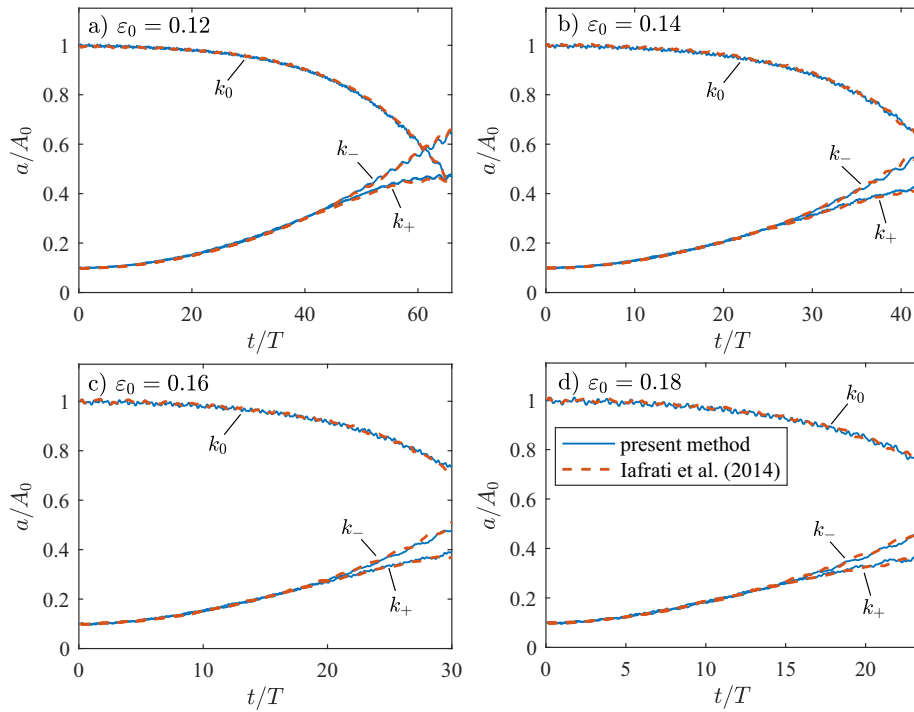 a) ε₀ = 0.12
1
0.8
0.6
0.4
0.2
0
a/A₀
k₀
k₋
k₊
0 20 40 60
t/T
b) ε₀ = 0.14
1
0.8
0.6
0.4
0.2
0
a/A₀
k₀
k₋
k₊
0 10 20 30 40
t/T
c) ε₀ = 0.16
1
0.8
0.6
0.4
0.2
0
a/A₀
k₀
k₋
k₊
0 10 20 30
t/T
d) ε₀ = 0.18
1
0.8
0.6
0.4
0.2
0
a/A₀
k₀
present method
Iafrati et al. (2014)
k₋
k₊
0 5 10 15 20
t/T